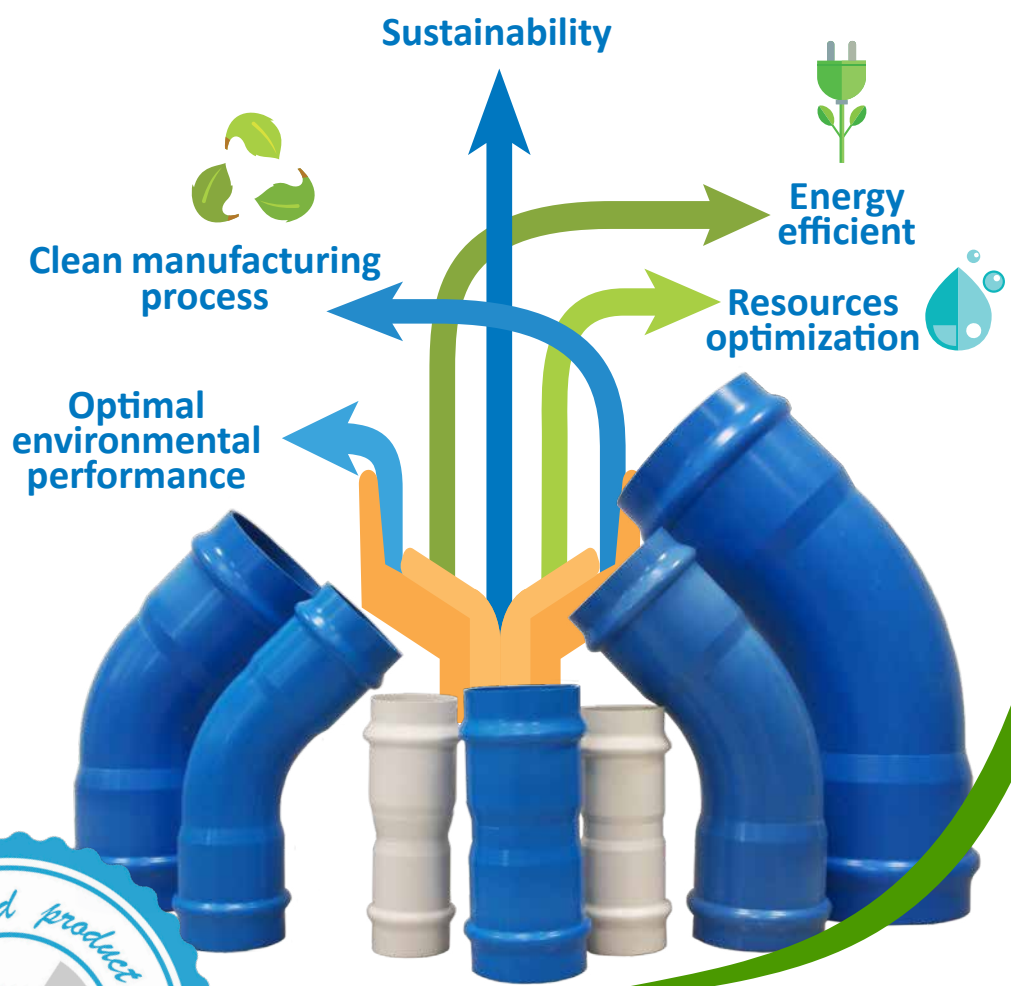 Sustainability
Energy
efficient
Clean manufacturing
process
Resources
optimization
Optimal
environmental
performance
product